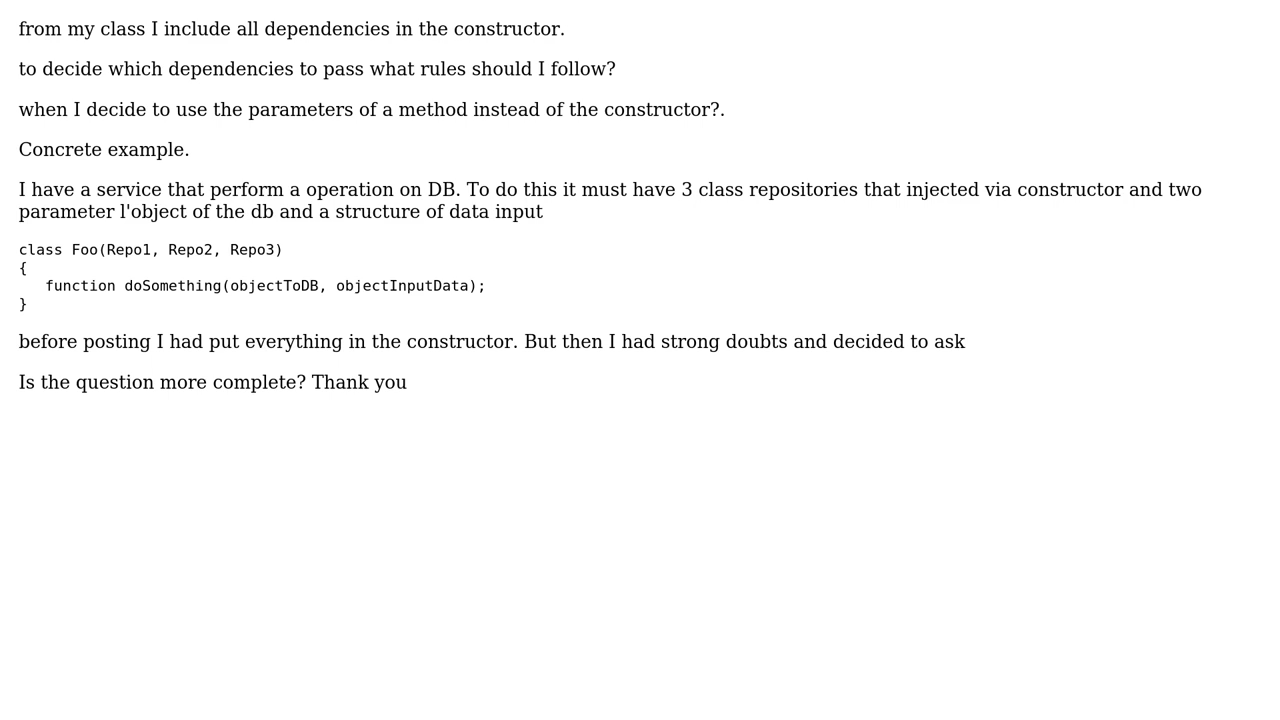 from my class I include all dependencies in the constructor.
to decide which dependencies to pass what rules should I follow?
when I decide to use the parameters of a method instead of the constructor?.
Concrete example.
I have a service that perform a operation on DB. To do this it must have 3 class repositories that injected via constructor and two
parameter l'object of the db and a structure of data input
class Foo(Repo1, Repo2, Repo3)
{
   function doSomething(objectToDB, objectInputData);
}
before posting I had put everything in the constructor. But then I had strong doubts and decided to ask
Is the question more complete? Thank you